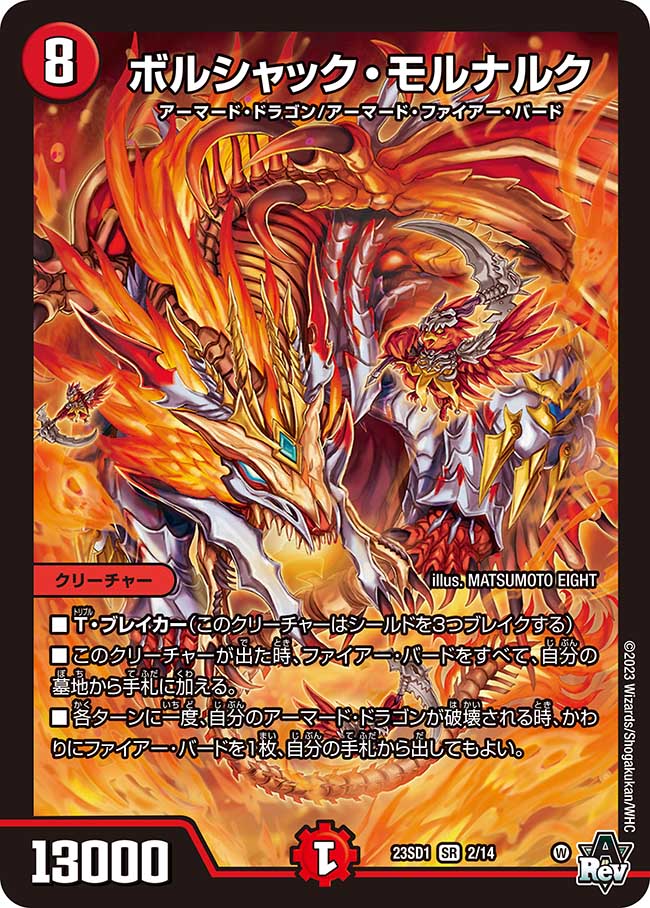 8
ボルシャック・モルナルク
アーマード・ドラゴン/アーマード・ファイアー・バード
クリーチャー
illus. MATSUMOTO EIGHT
■T・ブレイカー(このクリーチャーはシールドを3つブレイクする)
■このクリーチャーが出た時、ファイアー・バードをすべて、自分の
墓地から手札に加える。
■各ターンに一度、自分のアーマード・ドラゴンが破壊される時、かわ
りにファイアー・バードを1枚、自分の手札から出してもよい。
©2023 Wizards/Shogakukan/WHC
13000
1
23SD1 SR 2/14
W
A
Rev